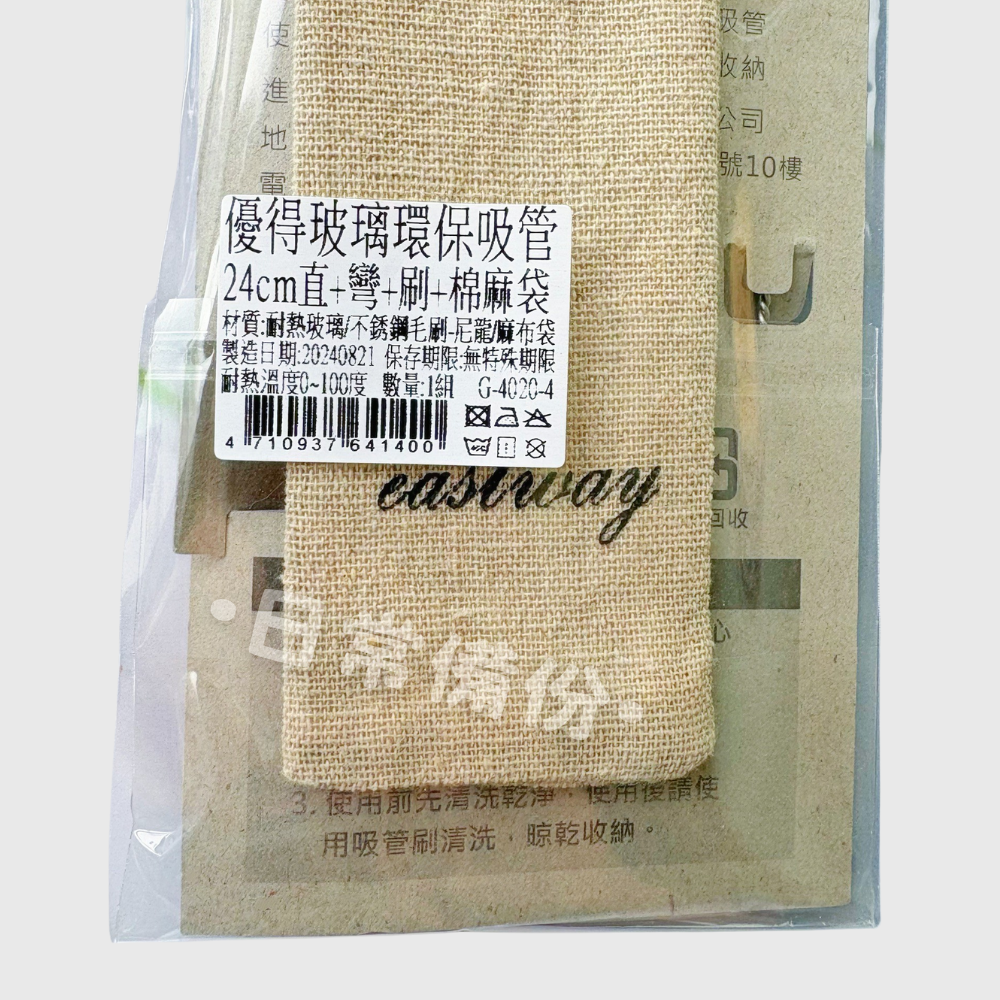 使
吸管
進
收納
地
公司
電
號10樓
優得玻璃環保吸管
24cm直+彎+刷+棉麻袋
材質:耐熱玻璃/不銹鋼毛刷-尼龍/麻布袋
製造日期:20240821 保存期限:無特殊期限
耐熱溫度0~100度 數量:1組 G-4020-4
4 710937 641400
eastway
回收
•日常備份•
心
3. 使用前先清洗乾淨，使用後請使
用吸管刷清洗，晾乾收納。